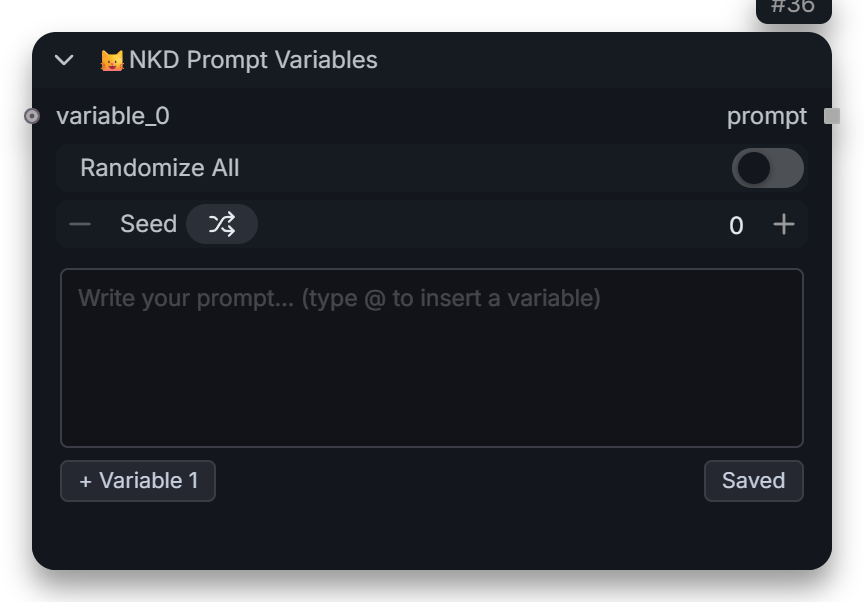 #36
NKD Prompt Variables
variable_0
prompt
Randomize All
Seed
0
Write your prompt... (type @ to insert a variable)
+ Variable 1
Saved